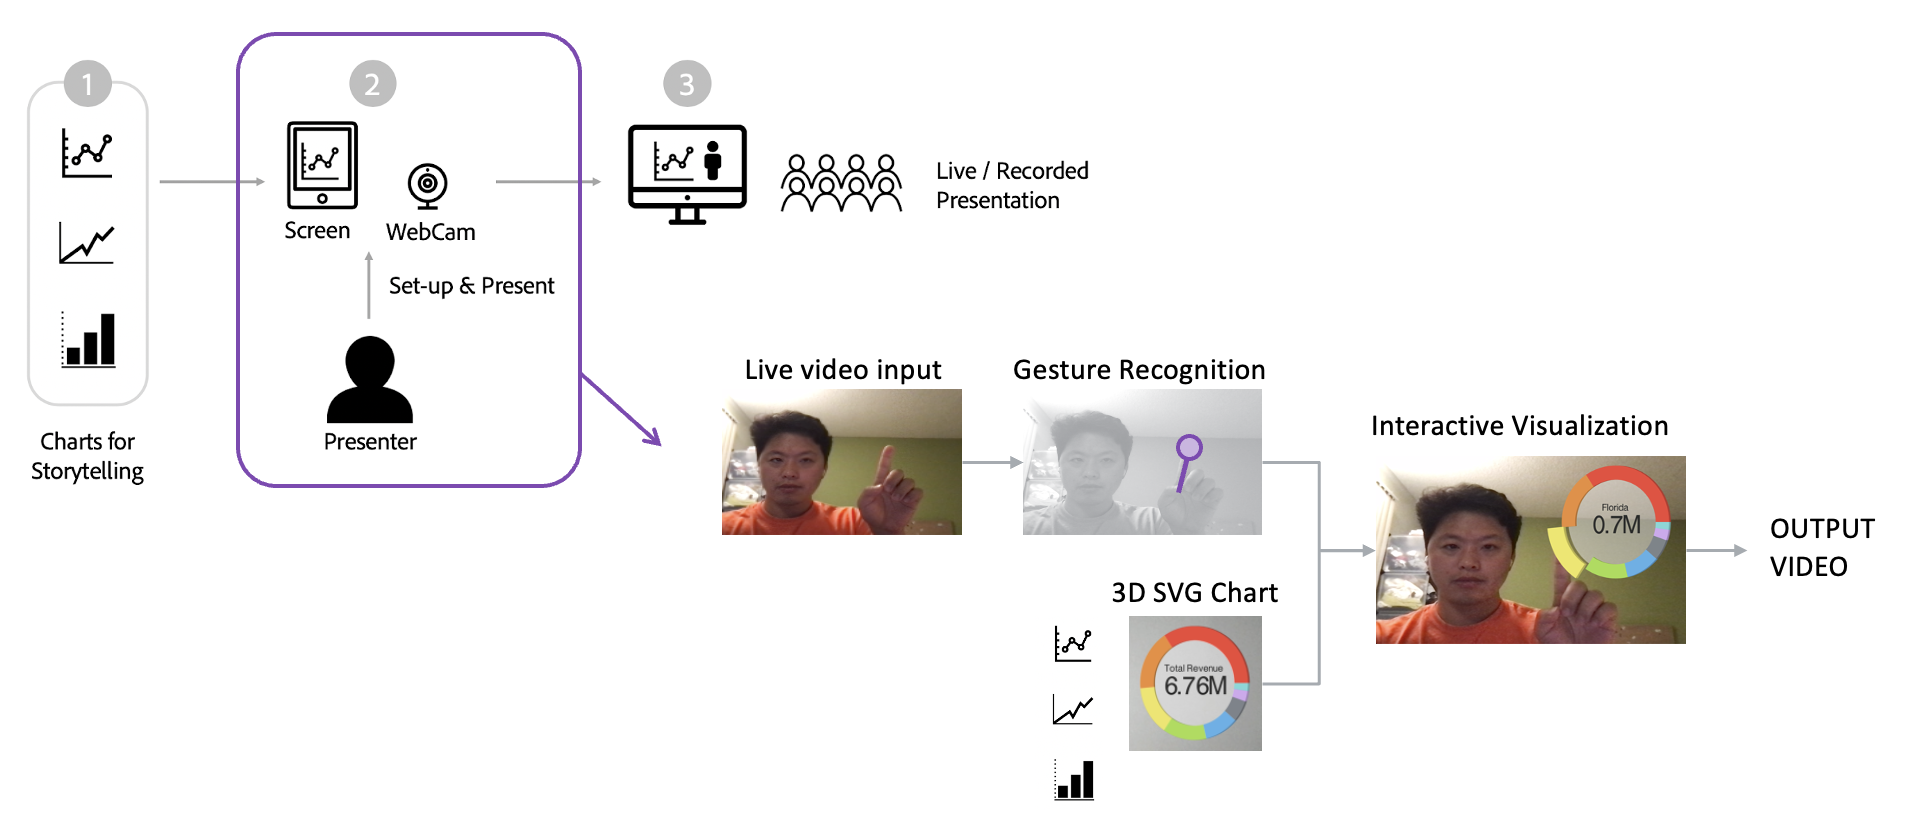 1
2
3
Screen
WebCam
Set-up & Present
Presenter
Charts for
Storytelling
Live / Recorded
Presentation
Live video input
Gesture Recognition
3D SVG Chart
Total Revenue
6.76M
Interactive Visualization
Florida
0.7M
OUTPUT
VIDEO